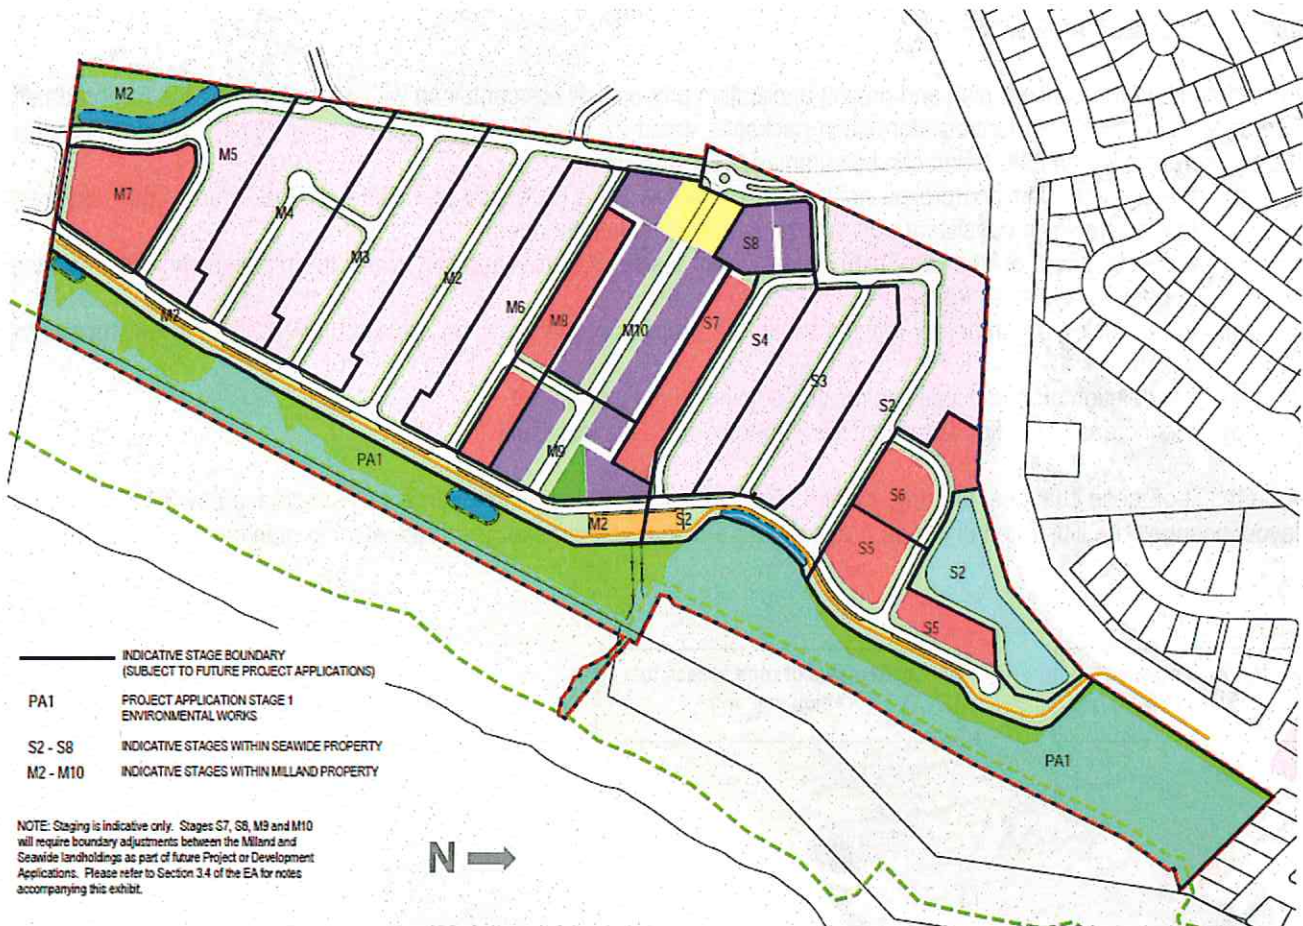 M2
M5
M7
M4
M3
M2
M6
M8
M10
S8
S7
S4
S3
S2
M2
PA1
M9
M2
S2
S6
S5
S2
S5
PA1
INDICATIVE STAGE BOUNDARY
(SUBJECT TO FUTURE PROJECT APPLICATIONS)
PA1 PROJECT APPLICATION STAGE 1
ENVIRONMENTAL WORKS
S2 - S8 INDICATIVE STAGES WITHIN SEAWIDE PROPERTY
M2 - M10 INDICATIVE STAGES WITHIN MILLAND PROPERTY
NOTE: Staging is indicative only. Stages S7, S8, M9 and M10
will require boundary adjustments between the Milland and
Seawide landholdings as part of future Project or Development
Applications. Please refer to Section 3.4 of the EA for notes
accompanying this exhibit.
N